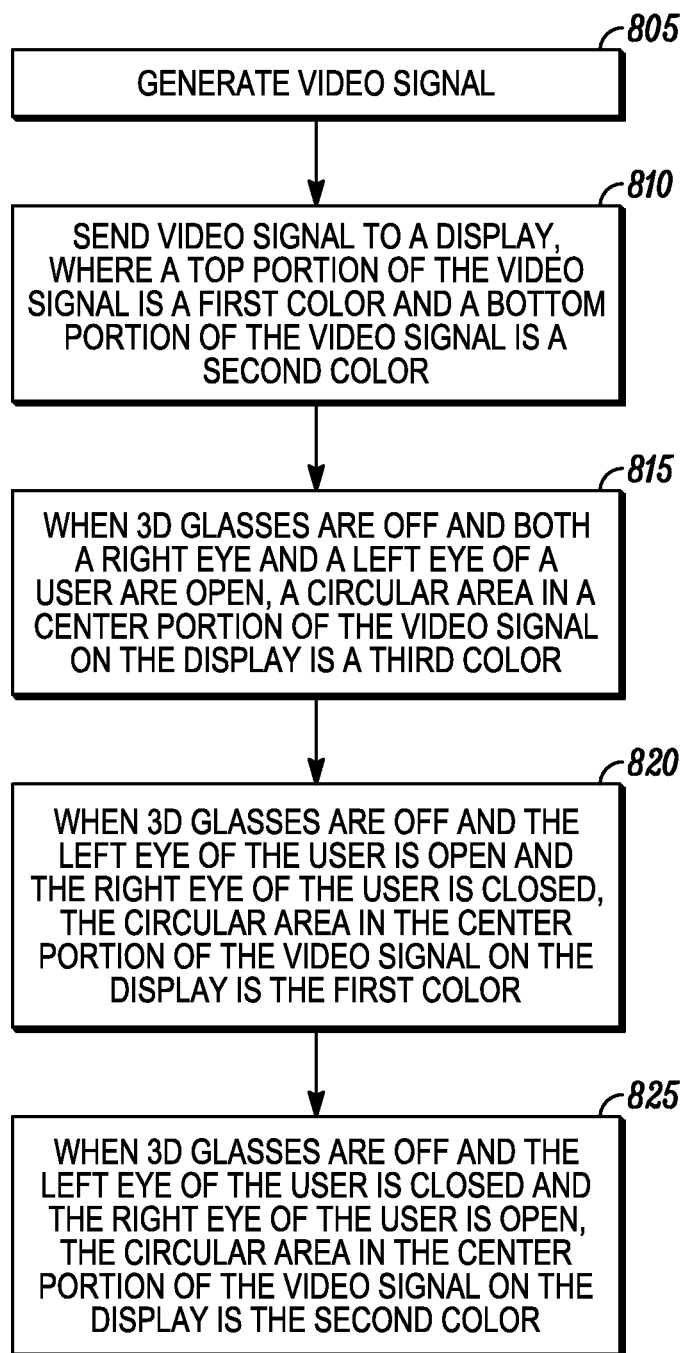 805
GENERATE VIDEO SIGNAL
810
SEND VIDEO SIGNAL TO A DISPLAY,
WHERE A TOP PORTION OF THE VIDEO
SIGNAL IS A FIRST COLOR AND A BOTTOM
PORTION OF THE VIDEO SIGNAL IS A
SECOND COLOR
815
WHEN 3D GLASSES ARE OFF AND BOTH
A RIGHT EYE AND A LEFT EYE OF A
USER ARE OPEN, A CIRCULAR AREA IN A
CENTER PORTION OF THE VIDEO SIGNAL
ON THE DISPLAY IS A THIRD COLOR
820
WHEN 3D GLASSES ARE OFF AND THE
LEFT EYE OF THE USER IS OPEN AND
THE RIGHT EYE OF THE USER IS CLOSED,
THE CIRCULAR AREA IN THE CENTER
PORTION OF THE VIDEO SIGNAL ON THE
DISPLAY IS THE FIRST COLOR
825
WHEN 3D GLASSES ARE OFF AND THE
LEFT EYE OF THE USER IS CLOSED AND
THE RIGHT EYE OF THE USER IS OPEN,
THE CIRCULAR AREA IN THE CENTER
PORTION OF THE VIDEO SIGNAL ON THE
DISPLAY IS THE SECOND COLOR